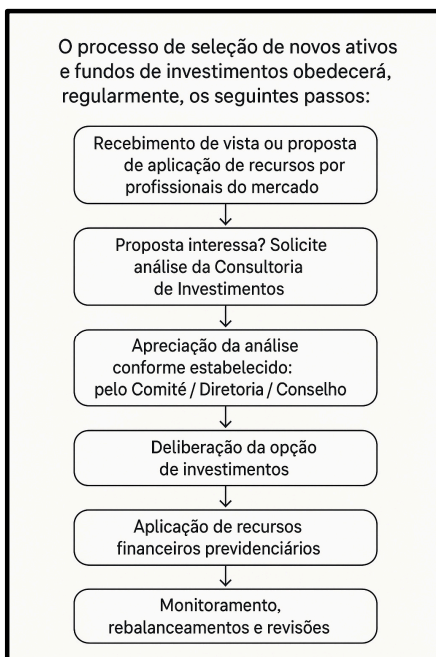 O processo de seleção de novos ativos
e fundos de investimentos obedecerá,
regularmente, os seguintes passos:
Recebimento de vista ou proposta
de aplicação de recursos por
profissionais do mercado
Proposta interessa? Solicite
análise da Consultoria
de Investimentos
Apreciação da análise
conforme estabelecido:
pelo Comité / Diretoria / Conselho
Deliberação da opção
de investimentos
Aplicação de recursos
financeiros previdenciários
Monitoramento,
rebalanceamentos e revisões